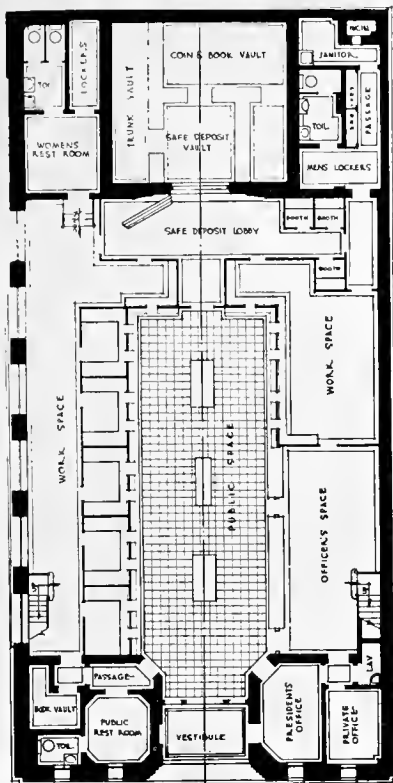 LOCKERS
TOI.
WOMENS
REST ROOM
TRUNK VAULT
COIN & BOOK VAULT
SAFE DEPOSIT
VAULT
JANITOR
TOIL.
PASSAGE
MENS LOCKERS
SAFE DEPOSIT LOBBY
BOOTH
BOOTH
BOOTH
WORK SPACE
WORK SPACE
PUBLIC SPACE
OFFICER'S SPACE
PASSAGE
LAV
BOOK VAULT
PUBLIC
REST ROOM
TOIL.
VESTIBULE
PRESIDENTS
OFFICE
PRIVATE
OFFICE